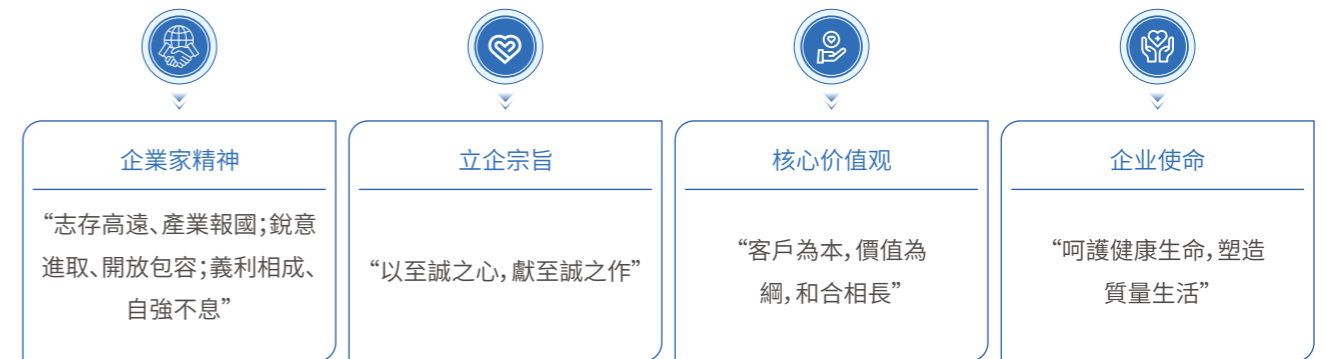 企業家精神
“志存高遠、產業報國;銳意
進取、開放包容;義利相成、
自強不息”
立企宗旨
“以至誠之心,獻至誠之作”
核心价值观
“客戶為本,價值為
綱,和合相長”
企业使命
“呵護健康生命,塑造
質量生活”